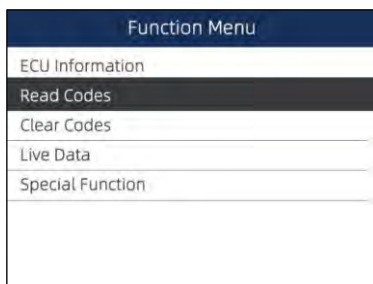 Function Menu
ECU Information
Read Codes
Clear Codes
Live Data
Special Function